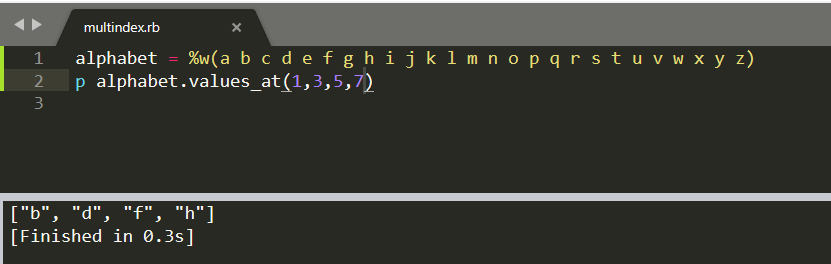 multindex.rb ×
1 alphabet = %w(a b c d e f g h i j k l m n o p q r s t u v w x y z)
2 p alphabet.values_at(1,3,5,7)
3
["b", "d", "f", "h"]
[Finished in 0.3s]